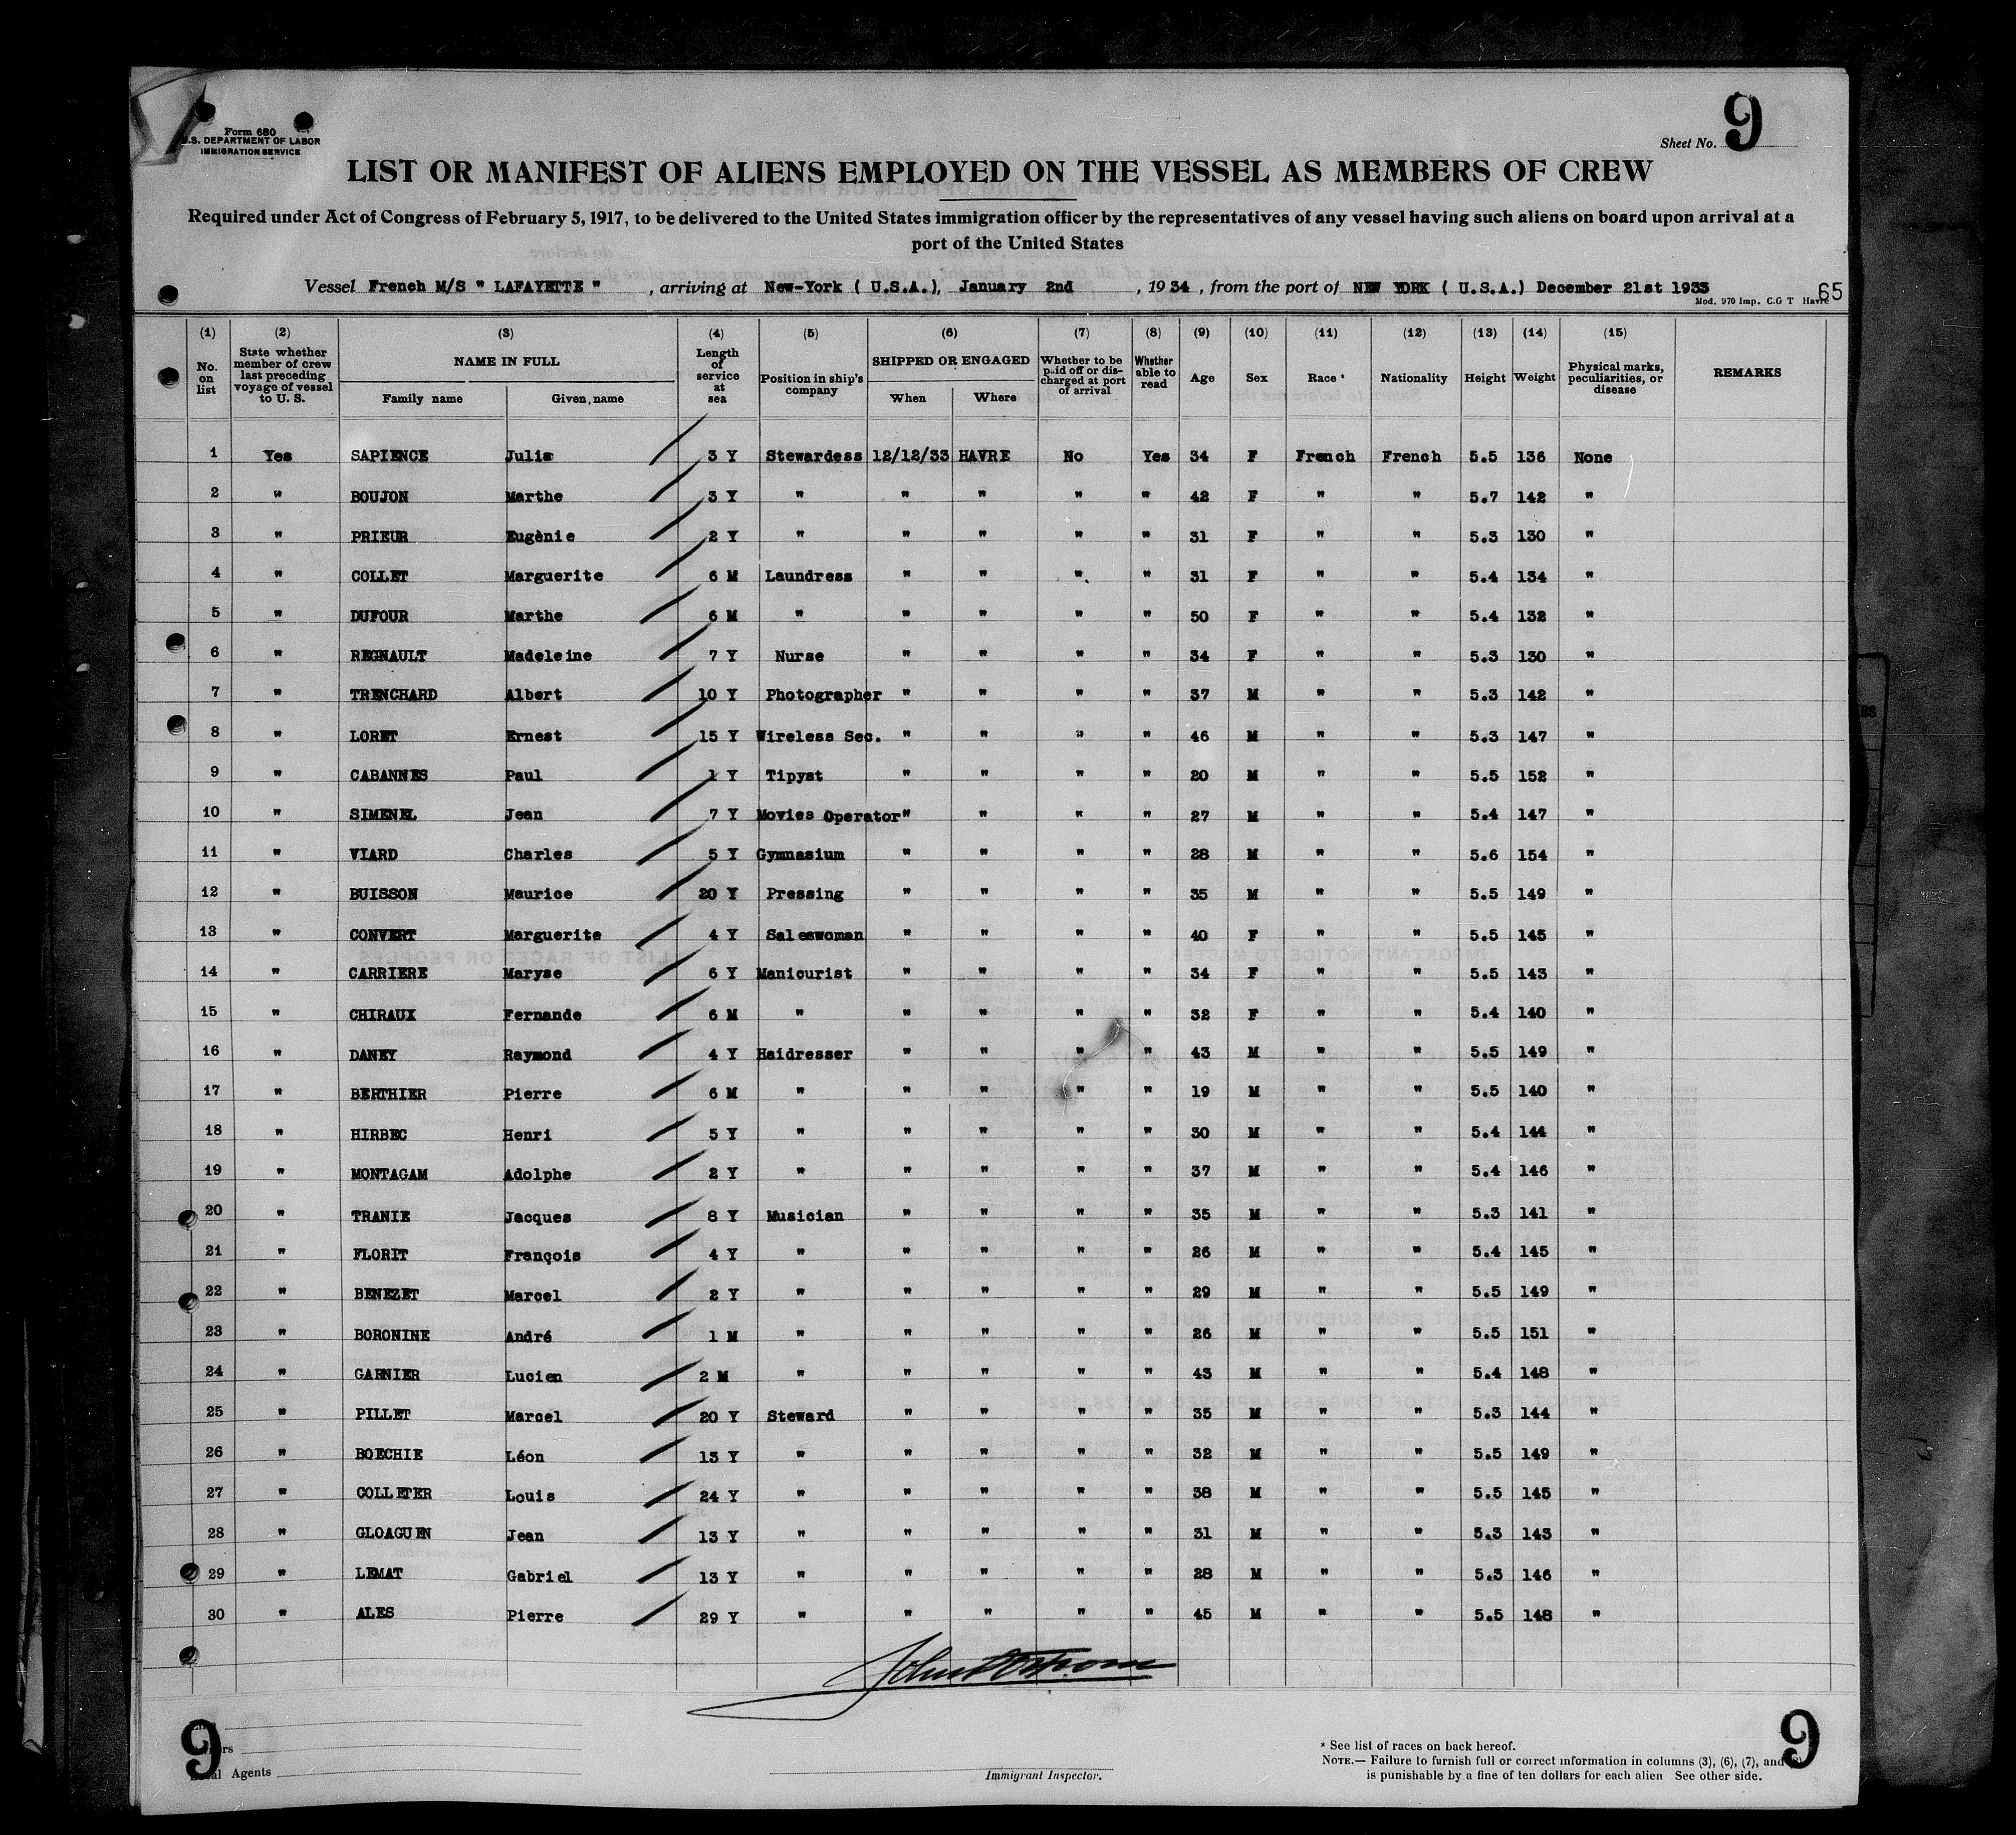 Form 680
U.S. DEPARTMENT OF LABOR
IMMIGRATION SERVICE
Sheet No. 9
LIST OR MANIFEST OF ALIENS EMPLOYED ON THE VESSEL AS MEMBERS OF CREW
Required under Act of Congress of February 5, 1917, to be delivered to the United States immigration officer by the representatives of any vessel having such aliens on board upon arrival at a
port of the United States
Vessel French M/S " LAFAYETTE " , arriving at New-York ( U.S.A.), January 2nd , 1934 , from the port of NEW YORK ( U.S.A.) December 21st 1933
Mod. 970 Imp. C.G T Havre
65
(1) (2) (3) (4) (5) (6) (7) (8) (9) (10) (11) (12) (13) (14) (15)
No. on list | State whether member of crew last preceding voyage of vessel to U. S. | NAME IN FULL | Family name | Given name | Length of service at sea | Position in ship's company | SHIPPED OR ENGAGED | When | Where | Whether to be paid off or discharged at port of arrival | Whether able to read | Age | Sex | Race * | Nationality | Height | Weight | Physical marks, peculiarities, or disease | REMARKS
1 Yes SAPIENCE Julia 3 Y Stewardess 12/12/33 HAVRE No Yes 34 F French French 5.5 136 None
2 " BOUJON Marthe 3 Y " " " " " 42 F " " 5.7 142 "
3 " PRIEUR Eugènie 2 Y " " " " " 31 F " " 5.3 130 "
4 " COLLET Marguerite 6 M Laundress " " " " 31 F " " 5.4 134 "
5 " DUFOUR Marthe 6 M " " " " " 50 F " " 5.4 132 "
6 " REGNAULT Madeleine 7 Y Nurse " " " " 34 F " " 5.3 130 "
7 " TRENCHARD Albert 10 Y Photographer " " " " 37 M " " 5.3 142 "
8 " LORET Ernest 15 Y Wireless Sec. " " " " 46 M " " 5.3 147 "
9 " CABANNES Paul 1 Y Tipyst " " " " 20 M " " 5.5 152 "
10 " SIMENEL Jean 7 Y Movies Operator " " " " 27 M " " 5.4 147 "
11 " VIARD Charles 5 Y Gymnasium " " " " 28 M " " 5.6 154 "
12 " BUISSON Maurice 20 Y Pressing " " " " 35 M " " 5.5 149 "
13 " CONVERT Marguerite 4 Y Saleswoman " " " " 40 F " " 5.5 145 "
14 " CARRIERE Maryse 6 Y Manicurist " " " " 34 F " " 5.5 143 "
15 " CHIRAUX Fernande 6 M " " " " " 32 F " " 5.4 140 "
16 " DANEY Raymond 4 Y Haidresser " " " " 43 M " " 5.5 149 "
17 " BERTHIER Pierre 6 M " " " " " 19 M " " 5.5 140 "
18 " HIRBEC Henri 5 Y " " " " " 30 M " " 5.4 144 "
19 " MONTAGAM Adolphe 2 Y " " " " " 37 M " " 5.4 146 "
20 " TRANIE Jacques 8 Y Musician " " " " 35 M " " 5.3 141 "
21 " FLORIT François 4 Y " " " " " 26 M " " 5.4 145 "
22 " BENEZET Marcel 2 Y " " " " " 29 M " " 5.5 149 "
23 " BORONINE André 1 M " " " " " 26 M " " 5.5 151 "
24 " GARNIER Lucien 2 M " " " " " 43 M " " 5.4 148 "
25 " PILLET Marcel 20 Y Steward " " " " 35 M " " 5.3 144 "
26 " BOECHIE Léon 13 Y " " " " " 32 M " " 5.5 149 "
27 " COLLETER Louis 24 Y " " " " " 38 M " " 5.5 145 "
28 " GLOAGUEN Jean 13 Y " " " " " 31 M " " 5.3 143 "
29 " LEMAT Gabriel 13 Y " " " " " 28 M " " 5.3 146 "
30 " ALES Pierre 29 Y " " " " " 45 M " " 5.5 148 "
9
Agents
Immigrant Inspector.
* See list of races on back hereof.
NOTE.— Failure to furnish full or correct information in columns (3), (6), (7), and
is punishable by a fine of ten dollars for each alien See other side.
9